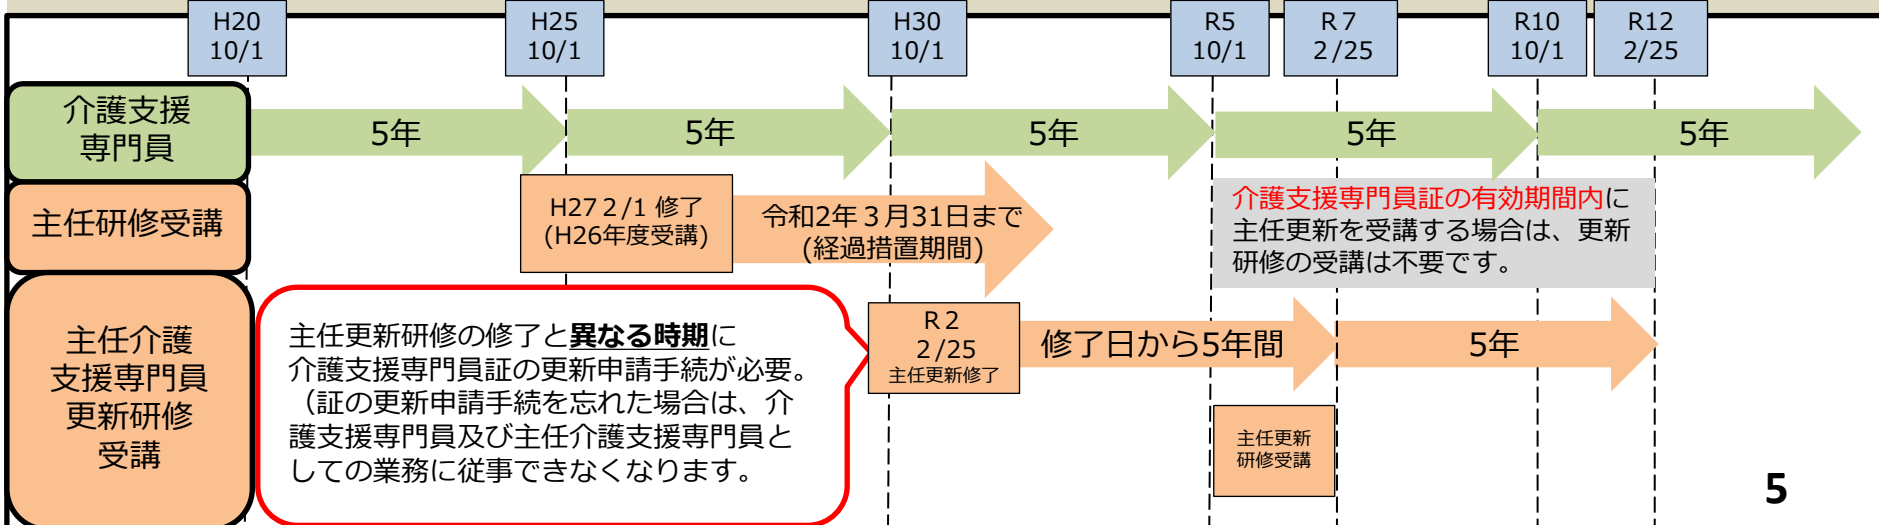 H20
10/1
H25
10/1
H30
10/1
R5
10/1
R７
２/25
R10
10/1
R12
2/25
介護支援
専門員
5年
5年
5年
5年
5年
主任研修受講
H27２/1 修了
(H26年度受講)
令和2年３月31日まで
(経過措置期間)
介護支援専門員証の有効期間内に
主任更新を受講する場合は、更新
研修の受講は不要です。
主任介護
支援専門員
更新研修
受講
主任更新研修の修了と異なる時期に
介護支援専門員証の更新申請手続が必要。
（証の更新申請手続を忘れた場合は、介
護支援専門員及び主任介護支援専門員と
しての業務に従事できなくなります。
R２
２/25
主任更新修了
修了日から5年間
5年
主任更新
研修受講
5